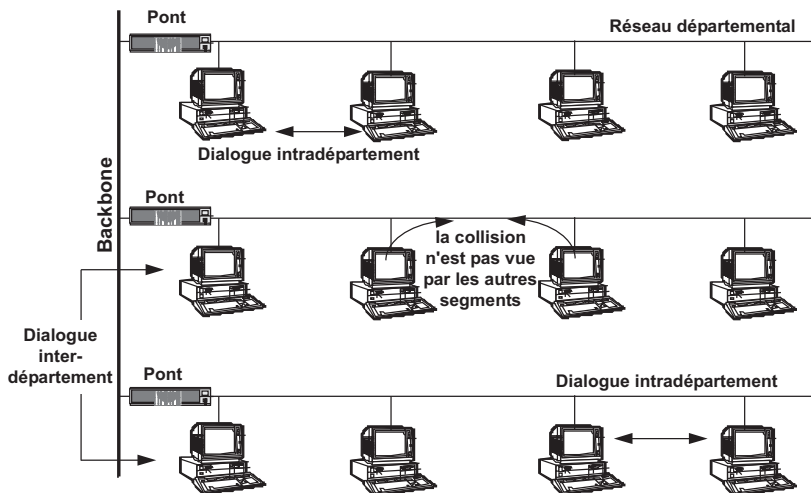 Pont
Réseau départemental
Dialogue intradépartement
Backbone
Pont
la collision
n'est pas vue
par les autres
segments
Dialogue
inter-
département
Pont
Dialogue intradépartement